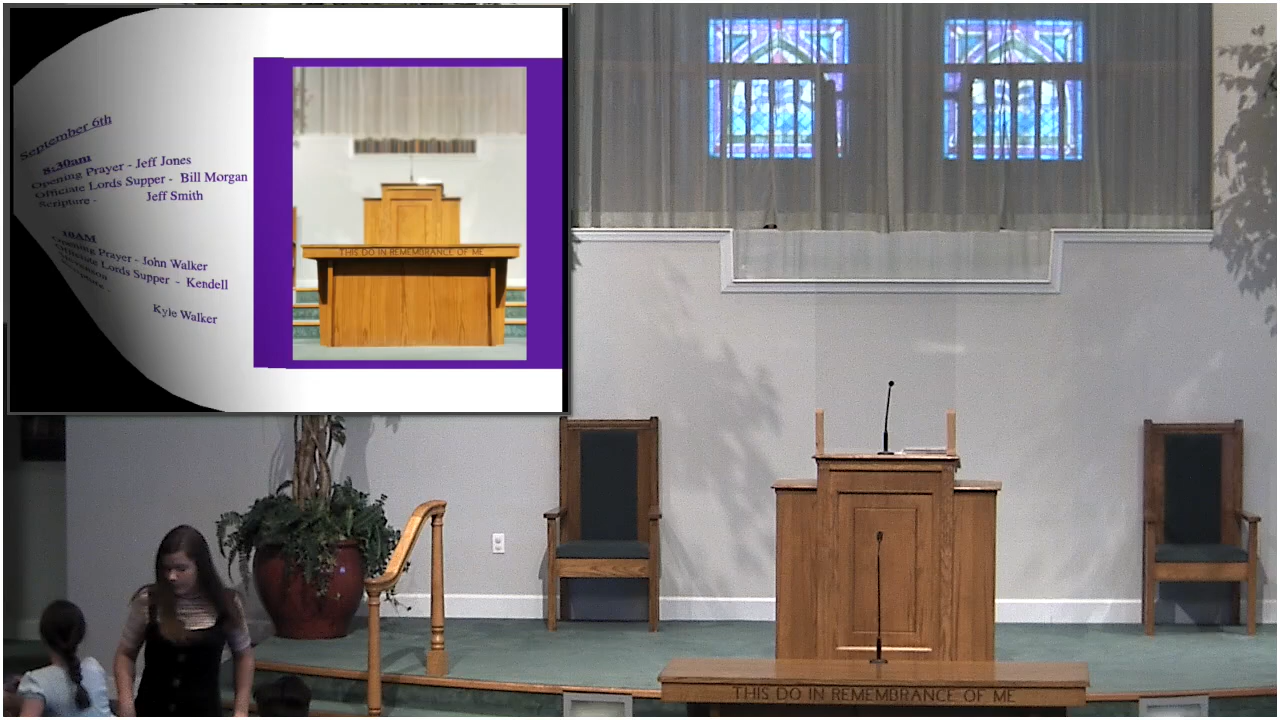 September 6th
8:30am
Opening Prayer - Jeff Jones
Officiate Lords Supper - Bill Morgan
Scripture - Jeff Smith
10AM
Opening Prayer - John Walker
Officiate Lords Supper - Kendell
Kyle Walker
THIS DO IN REMEMBRANCE OF ME
THIS DO IN REMEMBRANCE OF ME